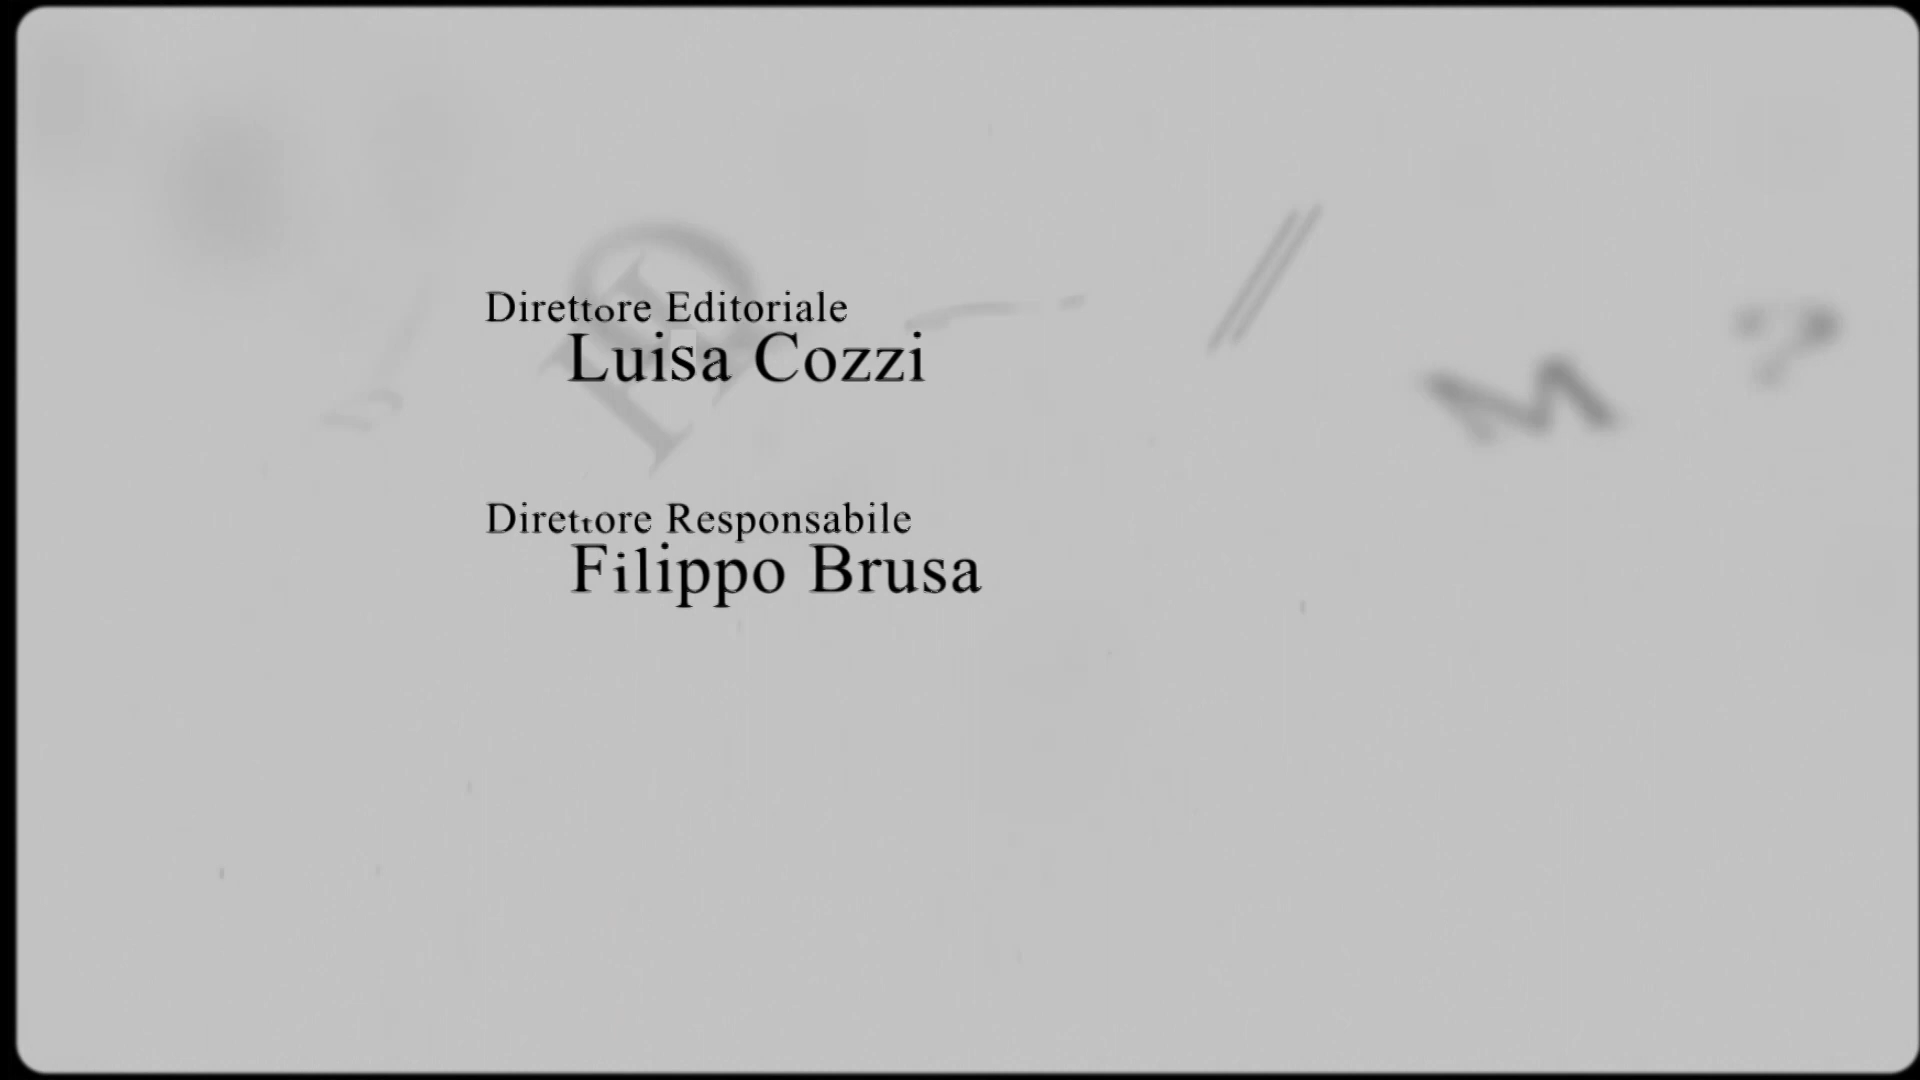 Direttore Editoriale
Luisa Cozzi
Direttore Responsabile
Filippo Brusa